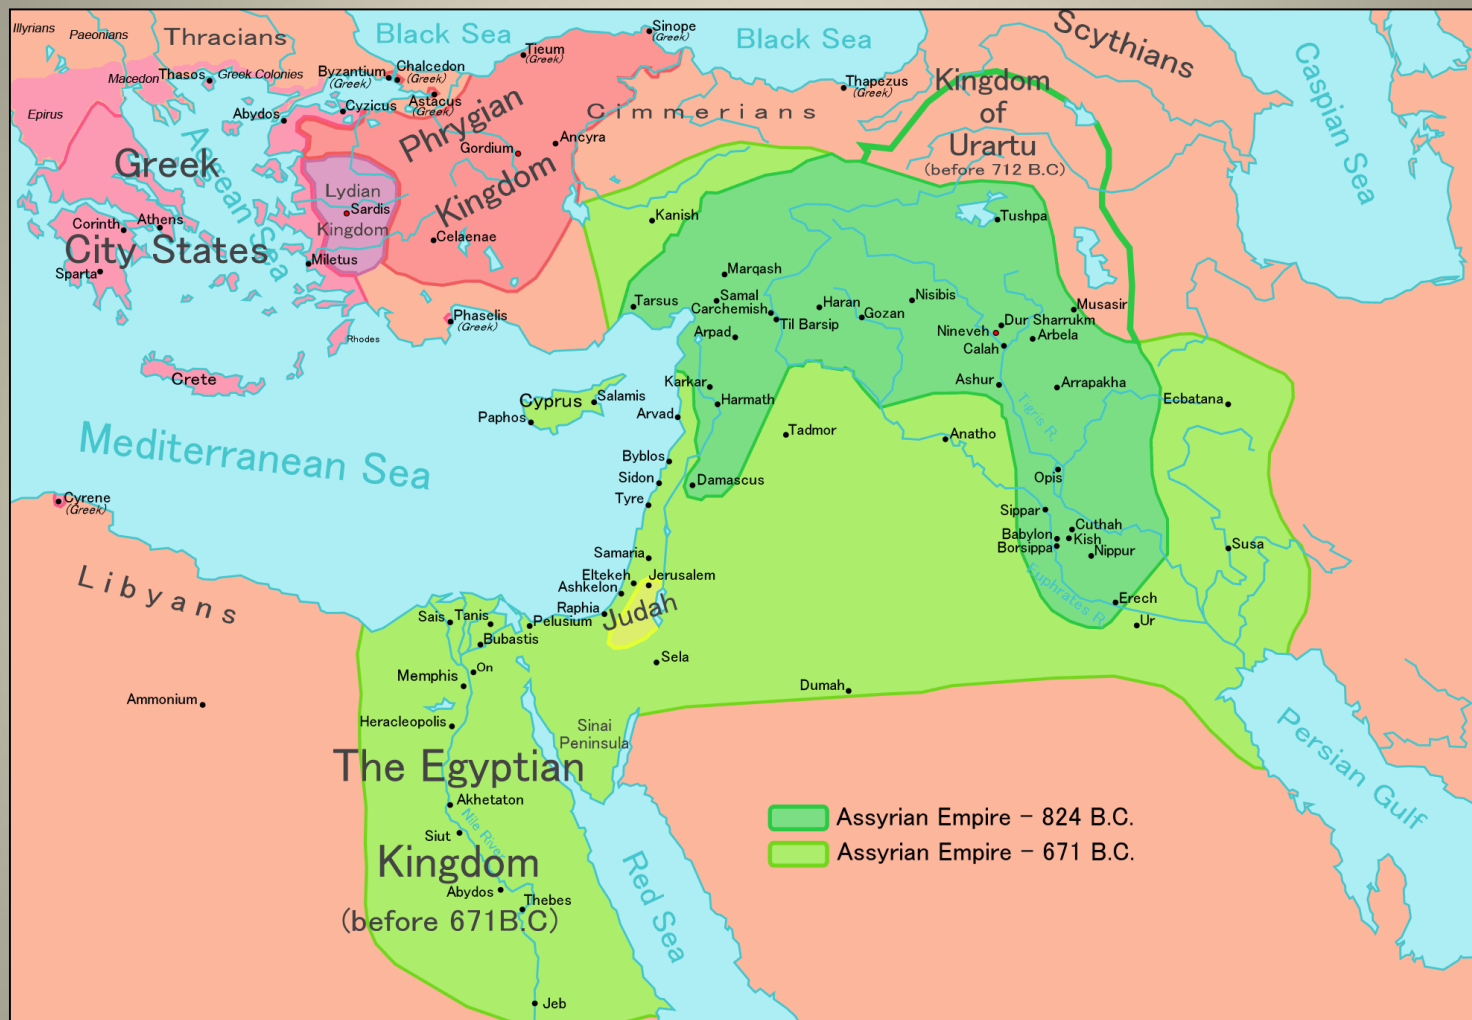 Illyrians
Paeonians
Thracians
Black Sea
Sinope
(Greek)
Black Sea
Scythians
Caspian Sea
Tieum
(Greek)
Macedon
Thasos
Greek Colonies
Byzantium
(Greek)
Chalcedon
(Greek)
Thapezus
(Greek)
Kingdom
of
Urartu
(before 712 B.C)
Epirus
Abydos
Cyzicus
Astacus
(Greek)
Cimmerians
Phrygian
Kingdom
Gordium
Ancyra
Greek
City States
Aegean Sea
Lydian
Kingdom
Sardis
Corinth
Athens
Sparta
Miletus
Celaenae
Kanish
Tushpa
Phaselis
(Greek)
Rhodes
Crete
Tarsus
Marqash
Samal
Carchemish
Til Barsip
Haran
Gozan
Nisibis
Musasir
Dur Sharrukm
Nineveh
Arbela
Calah
Arpad
Karkar
Harmath
Ashur
Arrapakha
Ecbatana
Cyprus
Salamis
Paphos
Arvad
Tadmor
Anatho
Tigris R.
Mediterranean Sea
Byblos
Sidon
Tyre
Damascus
Opis
Sippar
Cuthah
Babylon
Kish
Borsippa
Nippur
Susa
Cyrene
(Greek)
Samaria
Eltekeh
Jerusalem
Ashkelon
Raphia
Judah
Euphrates R.
Erech
Ur
Libyans
Sais
Tanis
Pelusium
Bubastis
On
Memphis
Sela
Dumah
Ammonium
Heracleopolis
Sinai
Peninsula
Persian Gulf
The Egyptian
Kingdom
(before 671B.C)
Akhetaton
Siut
Nile River
Abydos
Thebes
Jeb
Red Sea
Assyrian Empire - 824 B.C.
Assyrian Empire - 671 B.C.